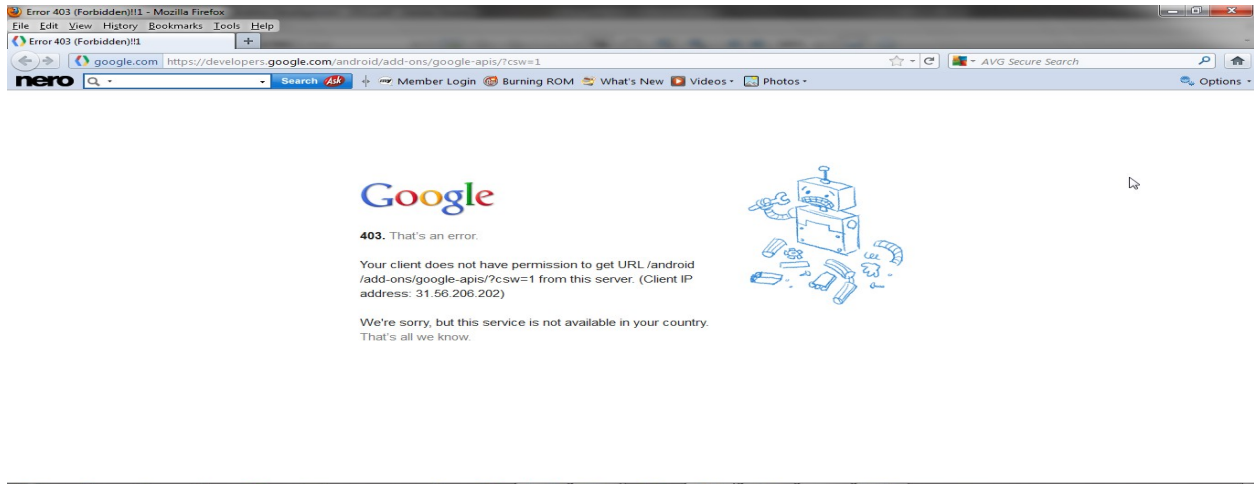 Error 403 (Forbidden)!!1 - Mozilla Firefox
File Edit View History Bookmarks Tools Help
Error 403 (Forbidden)!!1 +
google.com https://developers.google.com/android/add-ons/google-apis/?csw=1 AVG Secure Search
nero Search Ask my Member Login Burning ROM What's New Videos Photos Options
Google
403. That's an error.
Your client does not have permission to get URL /android
/add-ons/google-apis/?csw=1 from this server. (Client IP
address: 31.56.206.202)
We're sorry, but this service is not available in your country.
That's all we know.